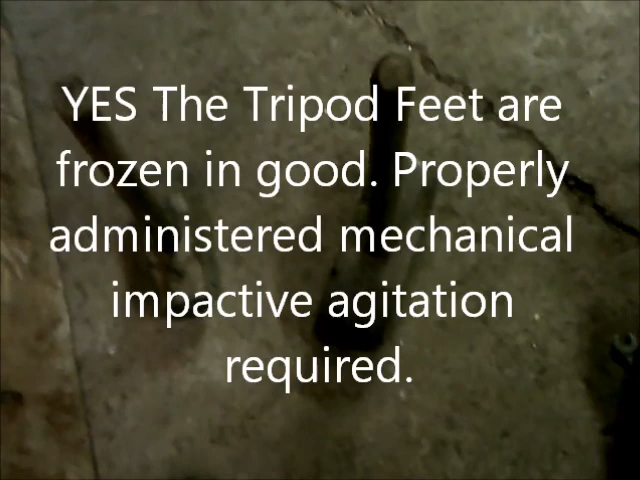 YES The Tripod Feet are
frozen in good. Properly
administered mechanical
impactive agitation
required.